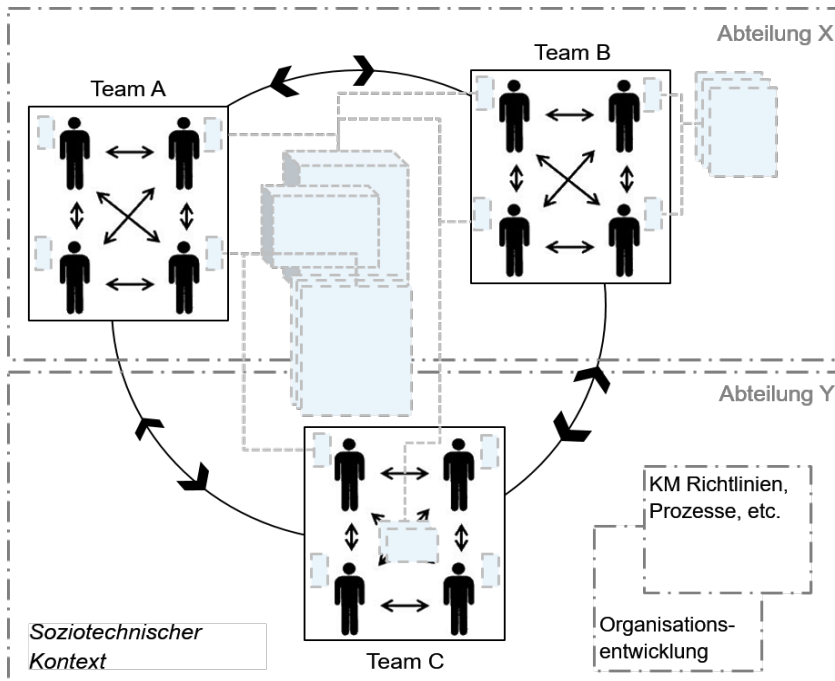 Abteilung X
Team B
Team A
Abteilung Y
KM Richtlinien,
Prozesse, etc.
Organisations-
entwicklung
Soziotechnischer
Kontext
Team C